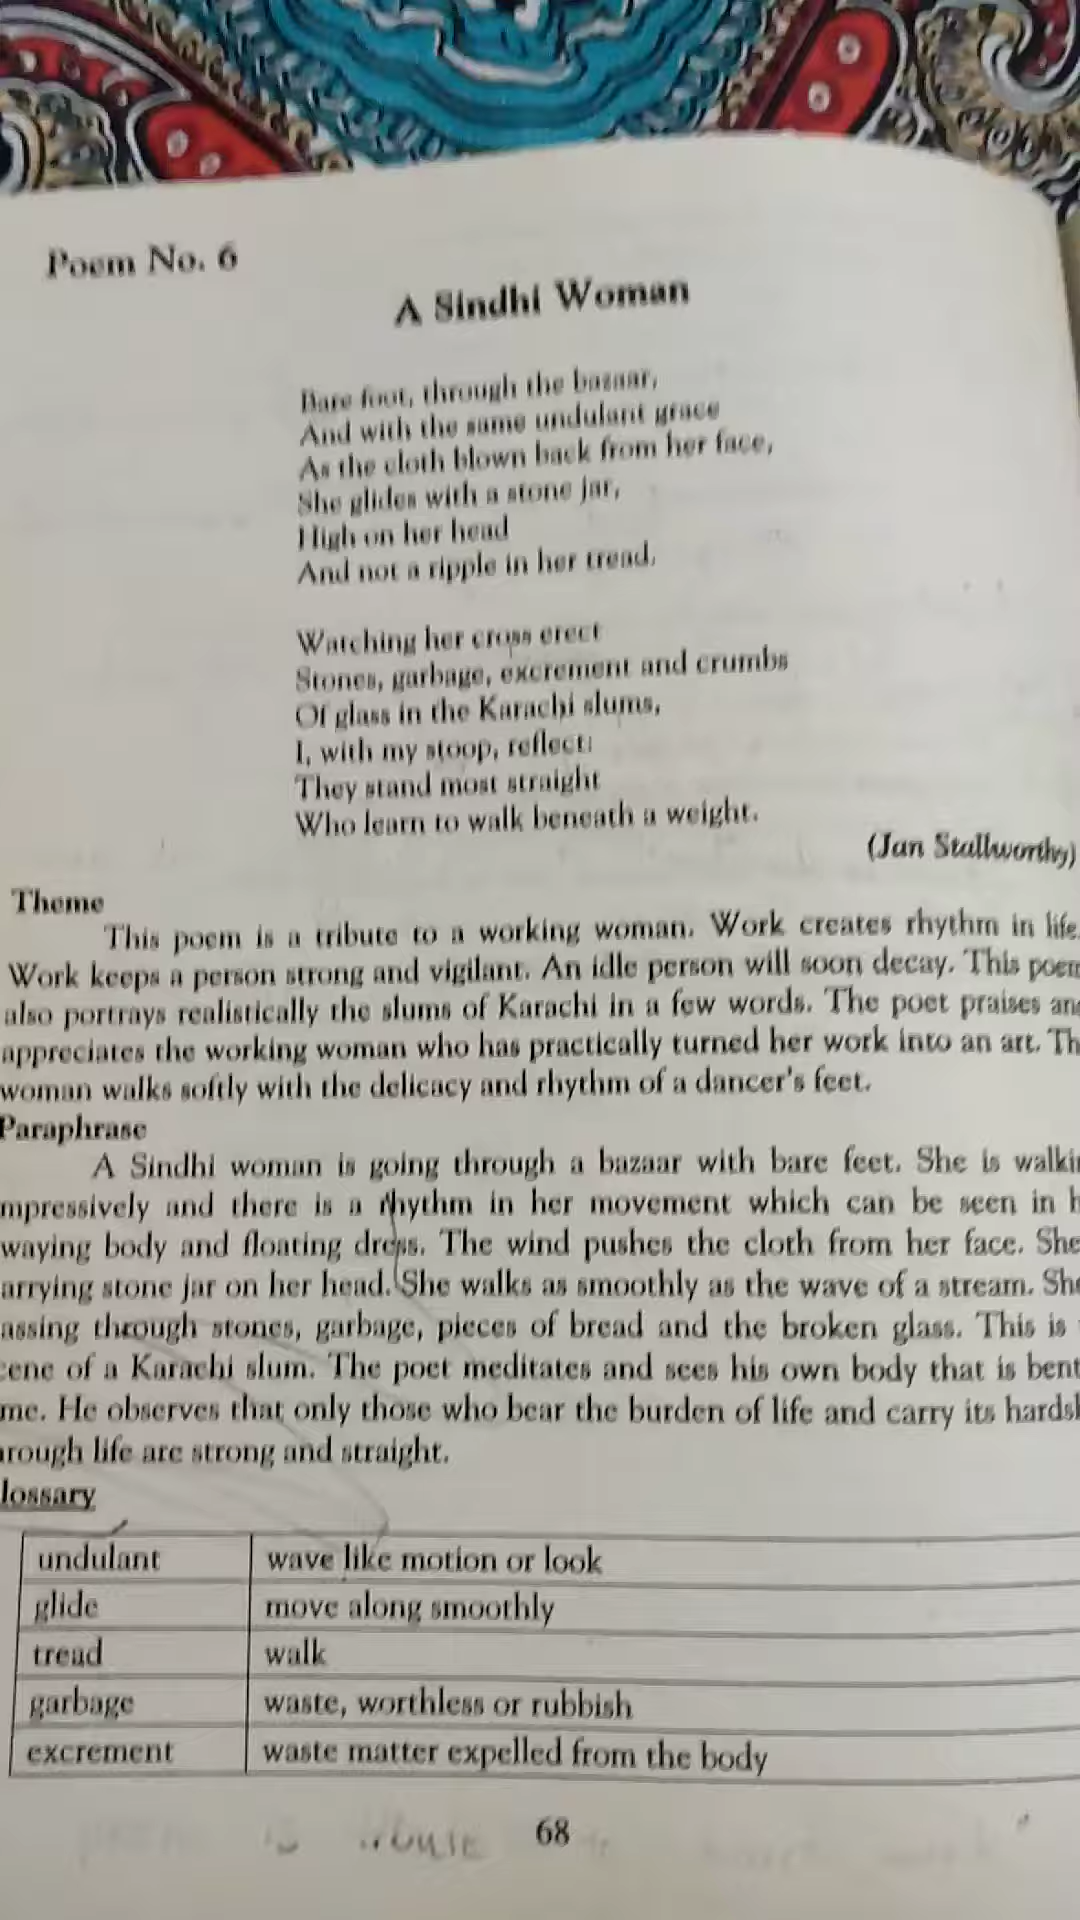 Poem No. 6
A Sindhi Woman
Bare foot, through the bazaar,
And with the same undulant grace
As the cloth blown back from her face,
She glides with a stone jar,
High on her head
And not a ripple in her tread.
Watching her cross erect
Stones, garbage, excrement and crumbs
Of glass in the Karachi slums,
I, with my stoop, reflect:
They stand most straight
Who learn to walk beneath a weight.
(Jan Stallworthy)
Theme
This poem is a tribute to a working woman. Work creates rhythm in life.
Work keeps a person strong and vigilant. An idle person will soon decay. This poem
also portrays realistically the slums of Karachi in a few words. The poet praises and
appreciates the working woman who has practically turned her work into an art. Th
woman walks softly with the delicacy and rhythm of a dancer's feet.
Paraphrase
A Sindhi woman is going through a bazaar with bare feet. She is walkin
mpressively and there is a rhythm in her movement which can be seen in h
waying body and floating dress. The wind pushes the cloth from her face. She
arrying stone jar on her head. She walks as smoothly as the wave of a stream. She
assing through stones, garbage, pieces of bread and the broken glass. This is
cene of a Karachi slum. The poet meditates and sees his own body that is bent
me. He observes that only those who bear the burden of life and carry its hardsh
rough life are strong and straight.
lossary
undulant wave like motion or look
glide move along smoothly
tread walk
garbage waste, worthless or rubbish
excrement waste matter expelled from the body
68